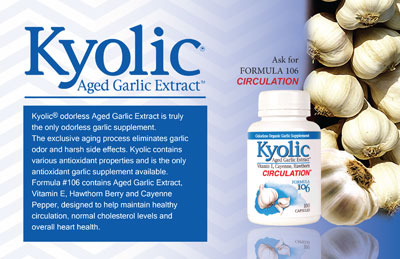 Kyolic®
Aged Garlic Extract™
Kyolic® odorless Aged Garlic Extract is truly
the only odorless garlic supplement.
The exclusive aging process eliminates garlic
odor and harsh side effects. Kyolic contains
various antioxidant properties and is the only
antioxidant garlic supplement available.
Formula #106 contains Aged Garlic Extract,
Vitamin E, Hawthorn Berry and Cayenne
Pepper, designed to help maintain healthy
circulation, normal cholesterol levels and
overall heart health.
Ask for
FORMULA 106
CIRCULATION
Odorless Organic Garlic Supplement
Kyolic®
Aged Garlic Extract™
Vitamin E, Cayenne, Hawthorn
CIRCULATION
FORMULA
106
CAPSULES